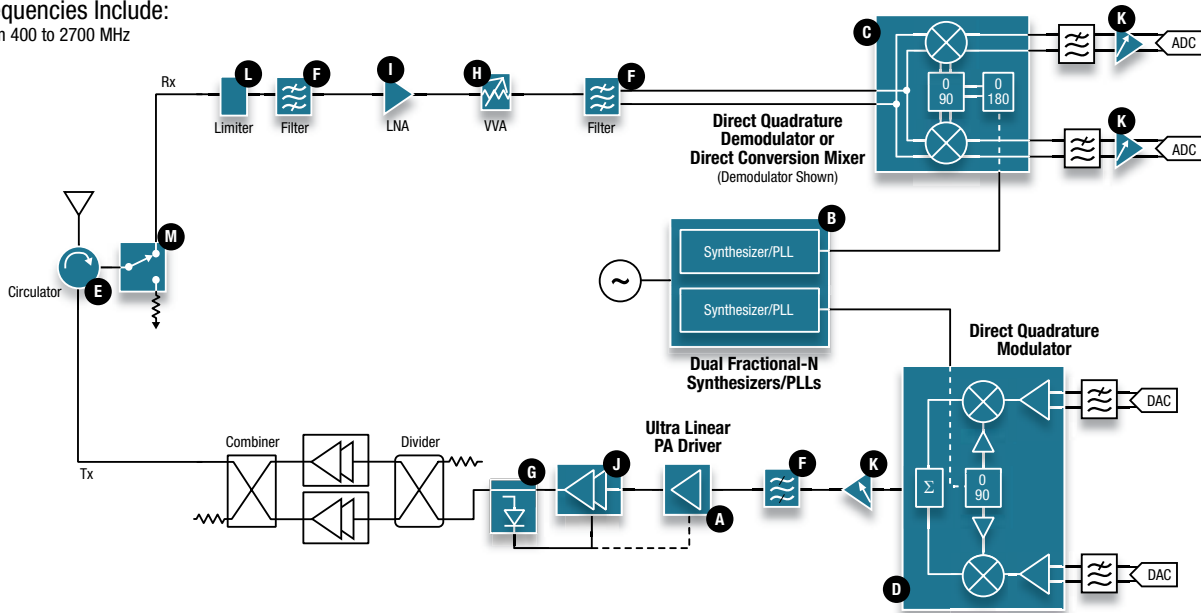 equencies Include:
400 to 2700 MHz
K
C
ADC
L
F
I
H
F
Rx
Limiter
Filter
LNA
VVA
Filter
0
90
0
180
Direct Quadrature
Demodulator or
Direct Conversion Mixer
(Demodulator Shown)
K
ADC
M
B
Synthesizer/PLL
Circulator
E
~
Synthesizer/PLL
Dual Fractional-N
Synthesizers/PLLs
Direct Quadrature
Modulator
DAC
Ultra Linear
PA Driver
Combiner
Divider
Tx
G
J
A
F
K
Σ
0
90
D
DAC